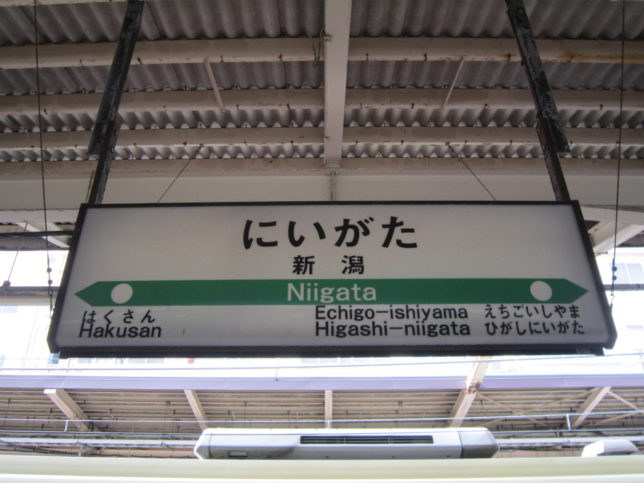 にいがた
新潟
Niigata
はくさん
Hakusan
Echigo-ishiyama えちごいしやま
Higashi-niigata ひがしにいがた